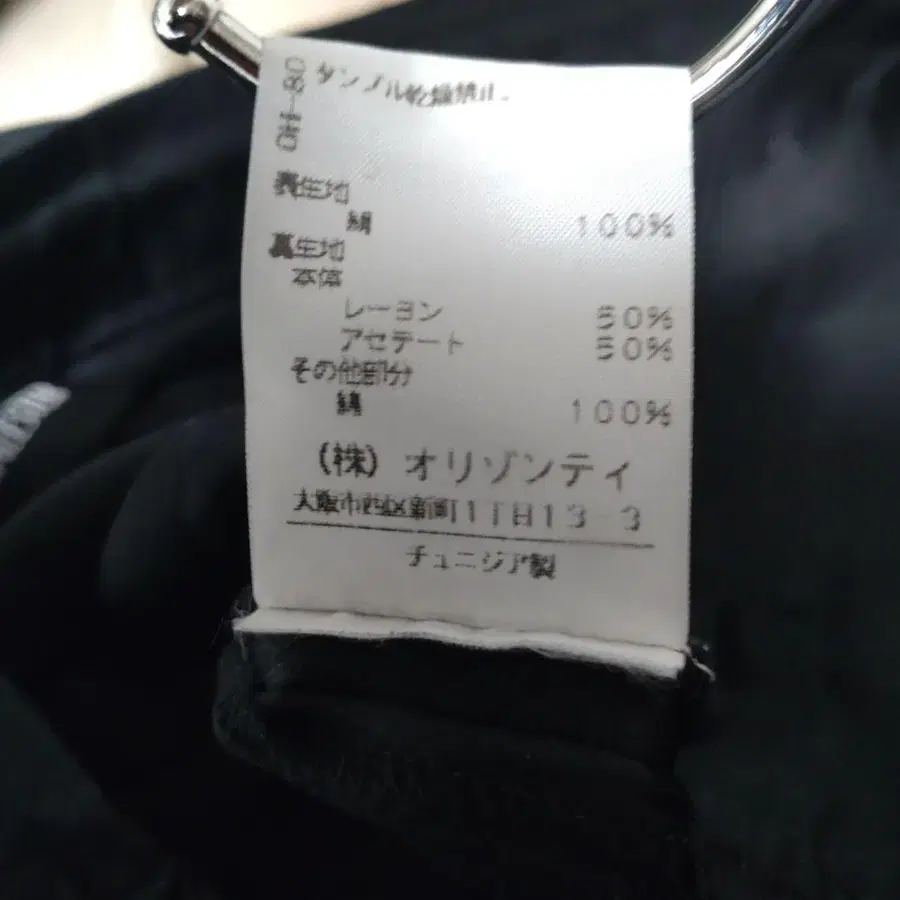 タンブル乾燥禁止.
表生地
絹 100%
裏生地
本体
レーヨン 50%
アセテート 50%
その他部分
絹 100%
(株) オリゾンティ
大阪市西区新町1丁目13-3
チュニジア製